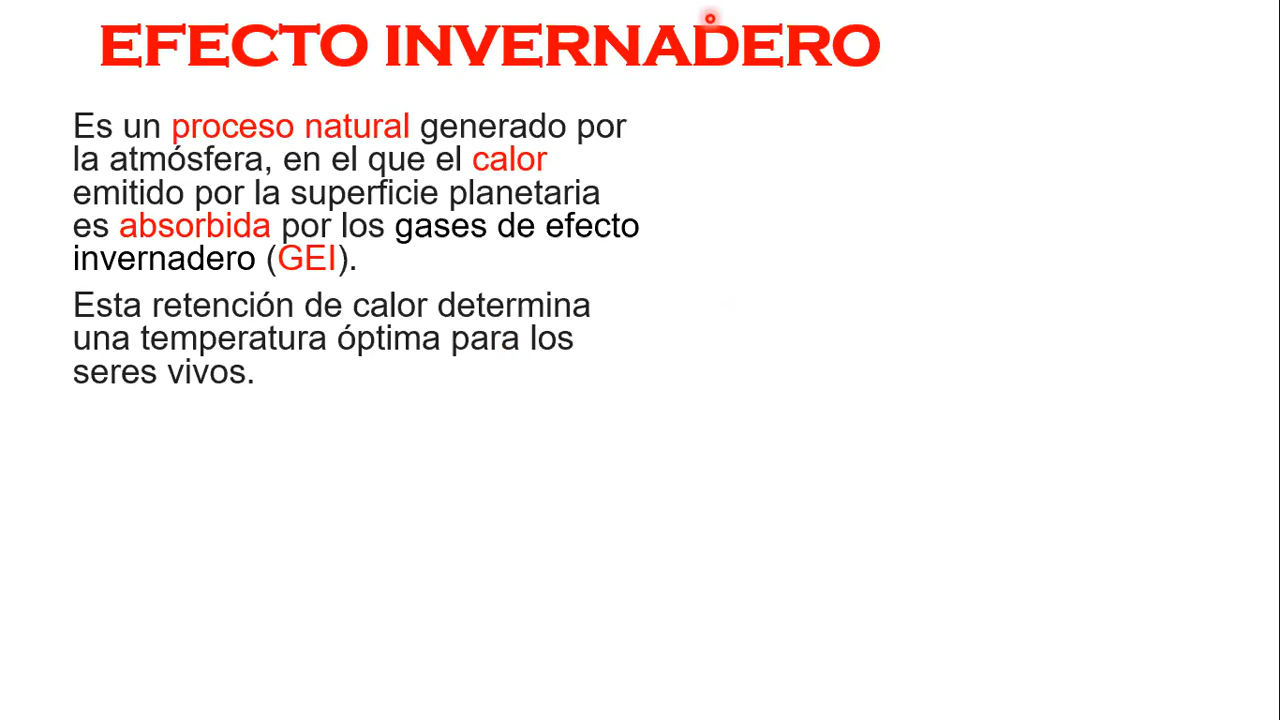 EFECTO INVERNADERO
Es un proceso natural generado por
la atmósfera, en el que el calor
emitido por la superficie planetaria
es absorbida por los gases de efecto
invernadero (GEI).
Esta retención de calor determina
una temperatura óptima para los
seres vivos.